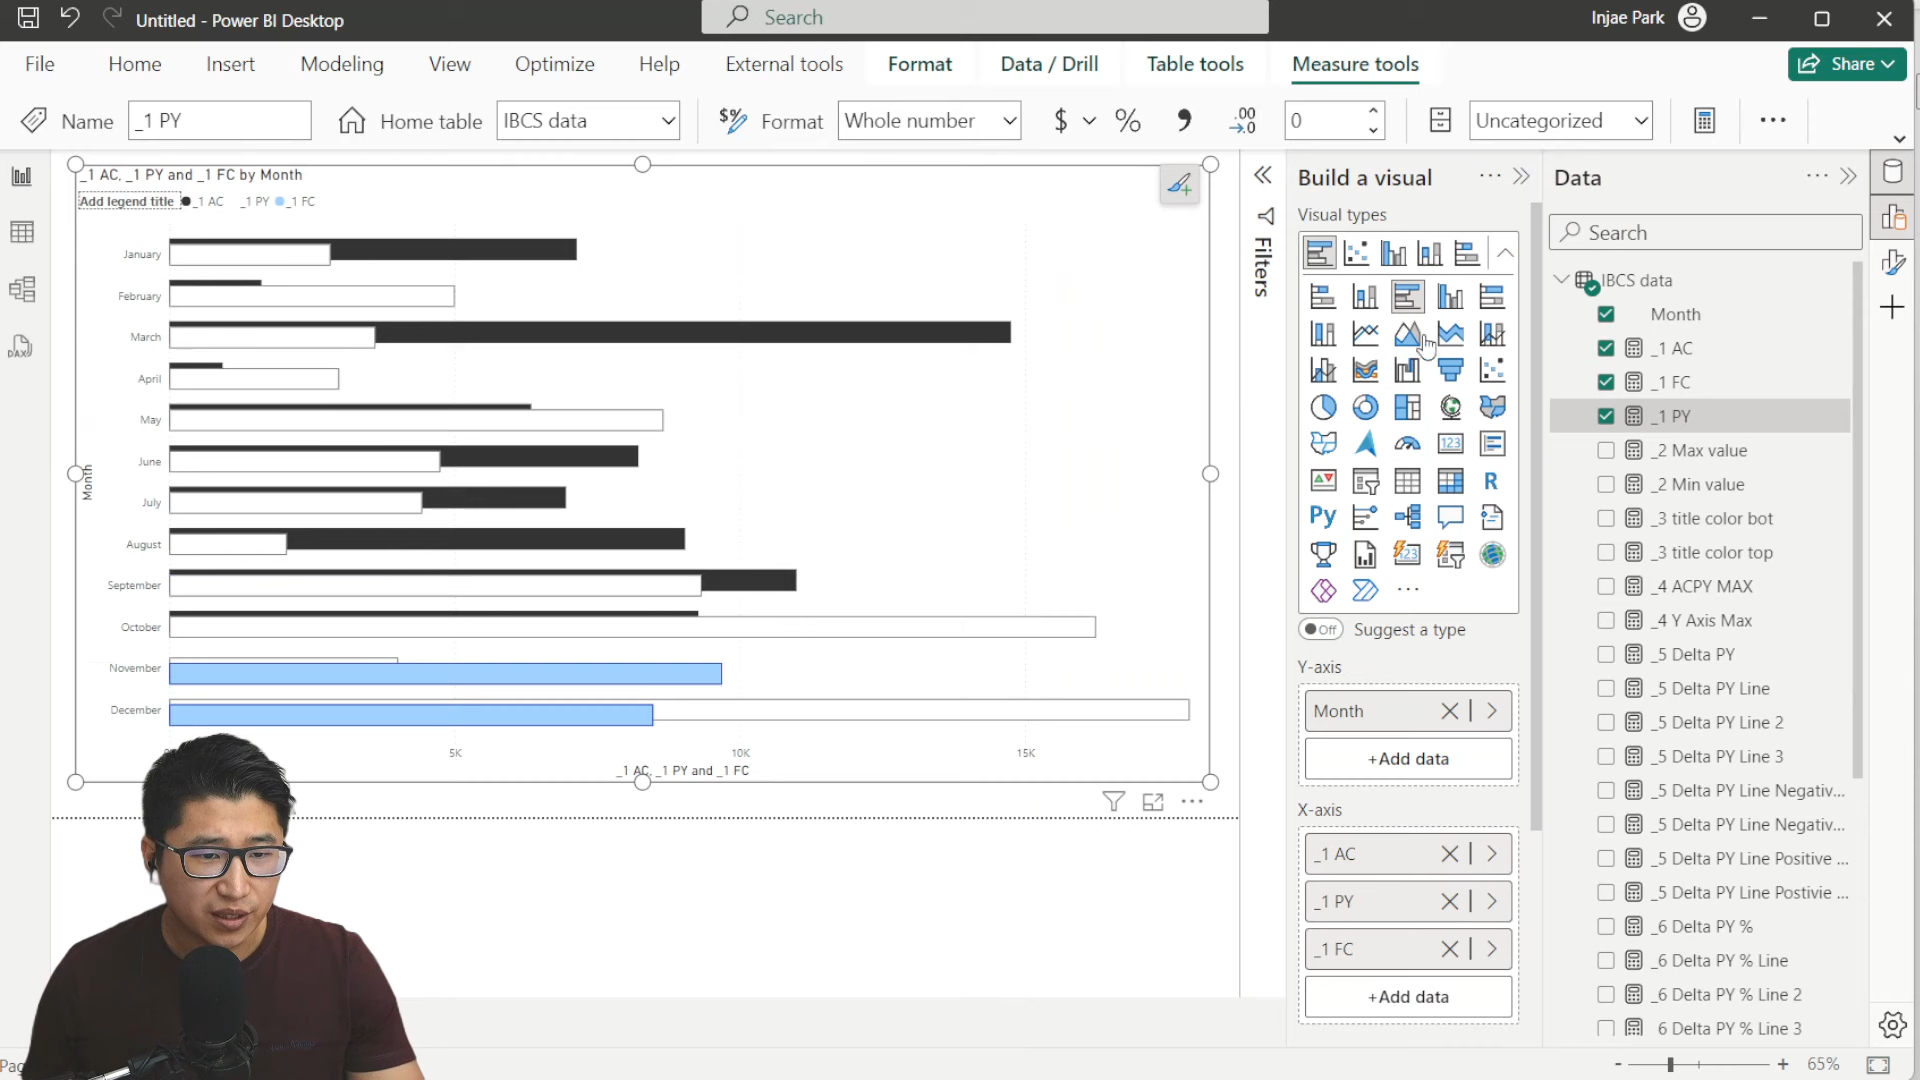 Untitled - Power BI Desktop
Search
Injae Park
File
Home
Insert
Modeling
View
Optimize
Help
External tools
Format
Data / Drill
Table tools
Measure tools
Share
Name
_1 PY
Home table
IBCS data
Format
Whole number
$
%
.00
→.0
0
Uncategorized
_1 AC, _1 PY and _1 FC by Month
Add legend title _1 AC _1 PY _1 FC
January
February
March
April
May
June
July
August
September
October
November
December
Month
5K
10K
15K
_1 AC, _1 PY and _1 FC
Filters
Build a visual
Visual types
123
R
Py
123
Off
Suggest a type
Y-axis
Month
+Add data
X-axis
_1 AC
_1 PY
_1 FC
+Add data
Data
Search
IBCS data
Month
_1 AC
_1 FC
_1 PY
_2 Max value
_2 Min value
_3 title color bot
_3 title color top
_4 ACPY MAX
_4 Y Axis Max
_5 Delta PY
_5 Delta PY Line
_5 Delta PY Line 2
_5 Delta PY Line 3
_5 Delta PY Line Negativ...
_5 Delta PY Line Negativ...
_5 Delta PY Line Positive ...
_5 Delta PY Line Postivie ...
_6 Delta PY %
_6 Delta PY % Line
_6 Delta PY % Line 2
6 Delta PY % Line 3
DAX
65%